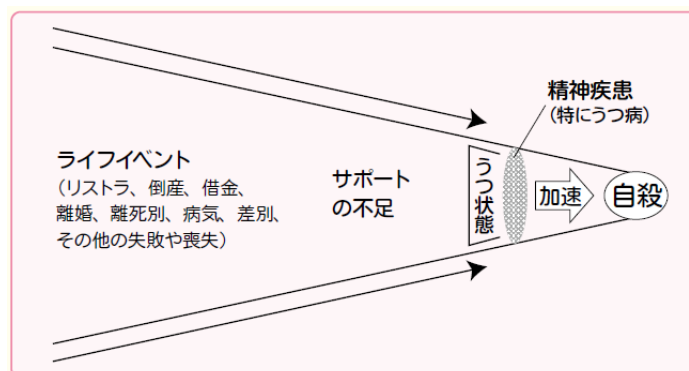 精神疾患
(特にうつ病)
ライフイベント
(リストラ、倒産、借金、
離婚、離死別、病気、差別、
その他の失敗や喪失)
サポート
の不足
うつ状態
加速
自殺